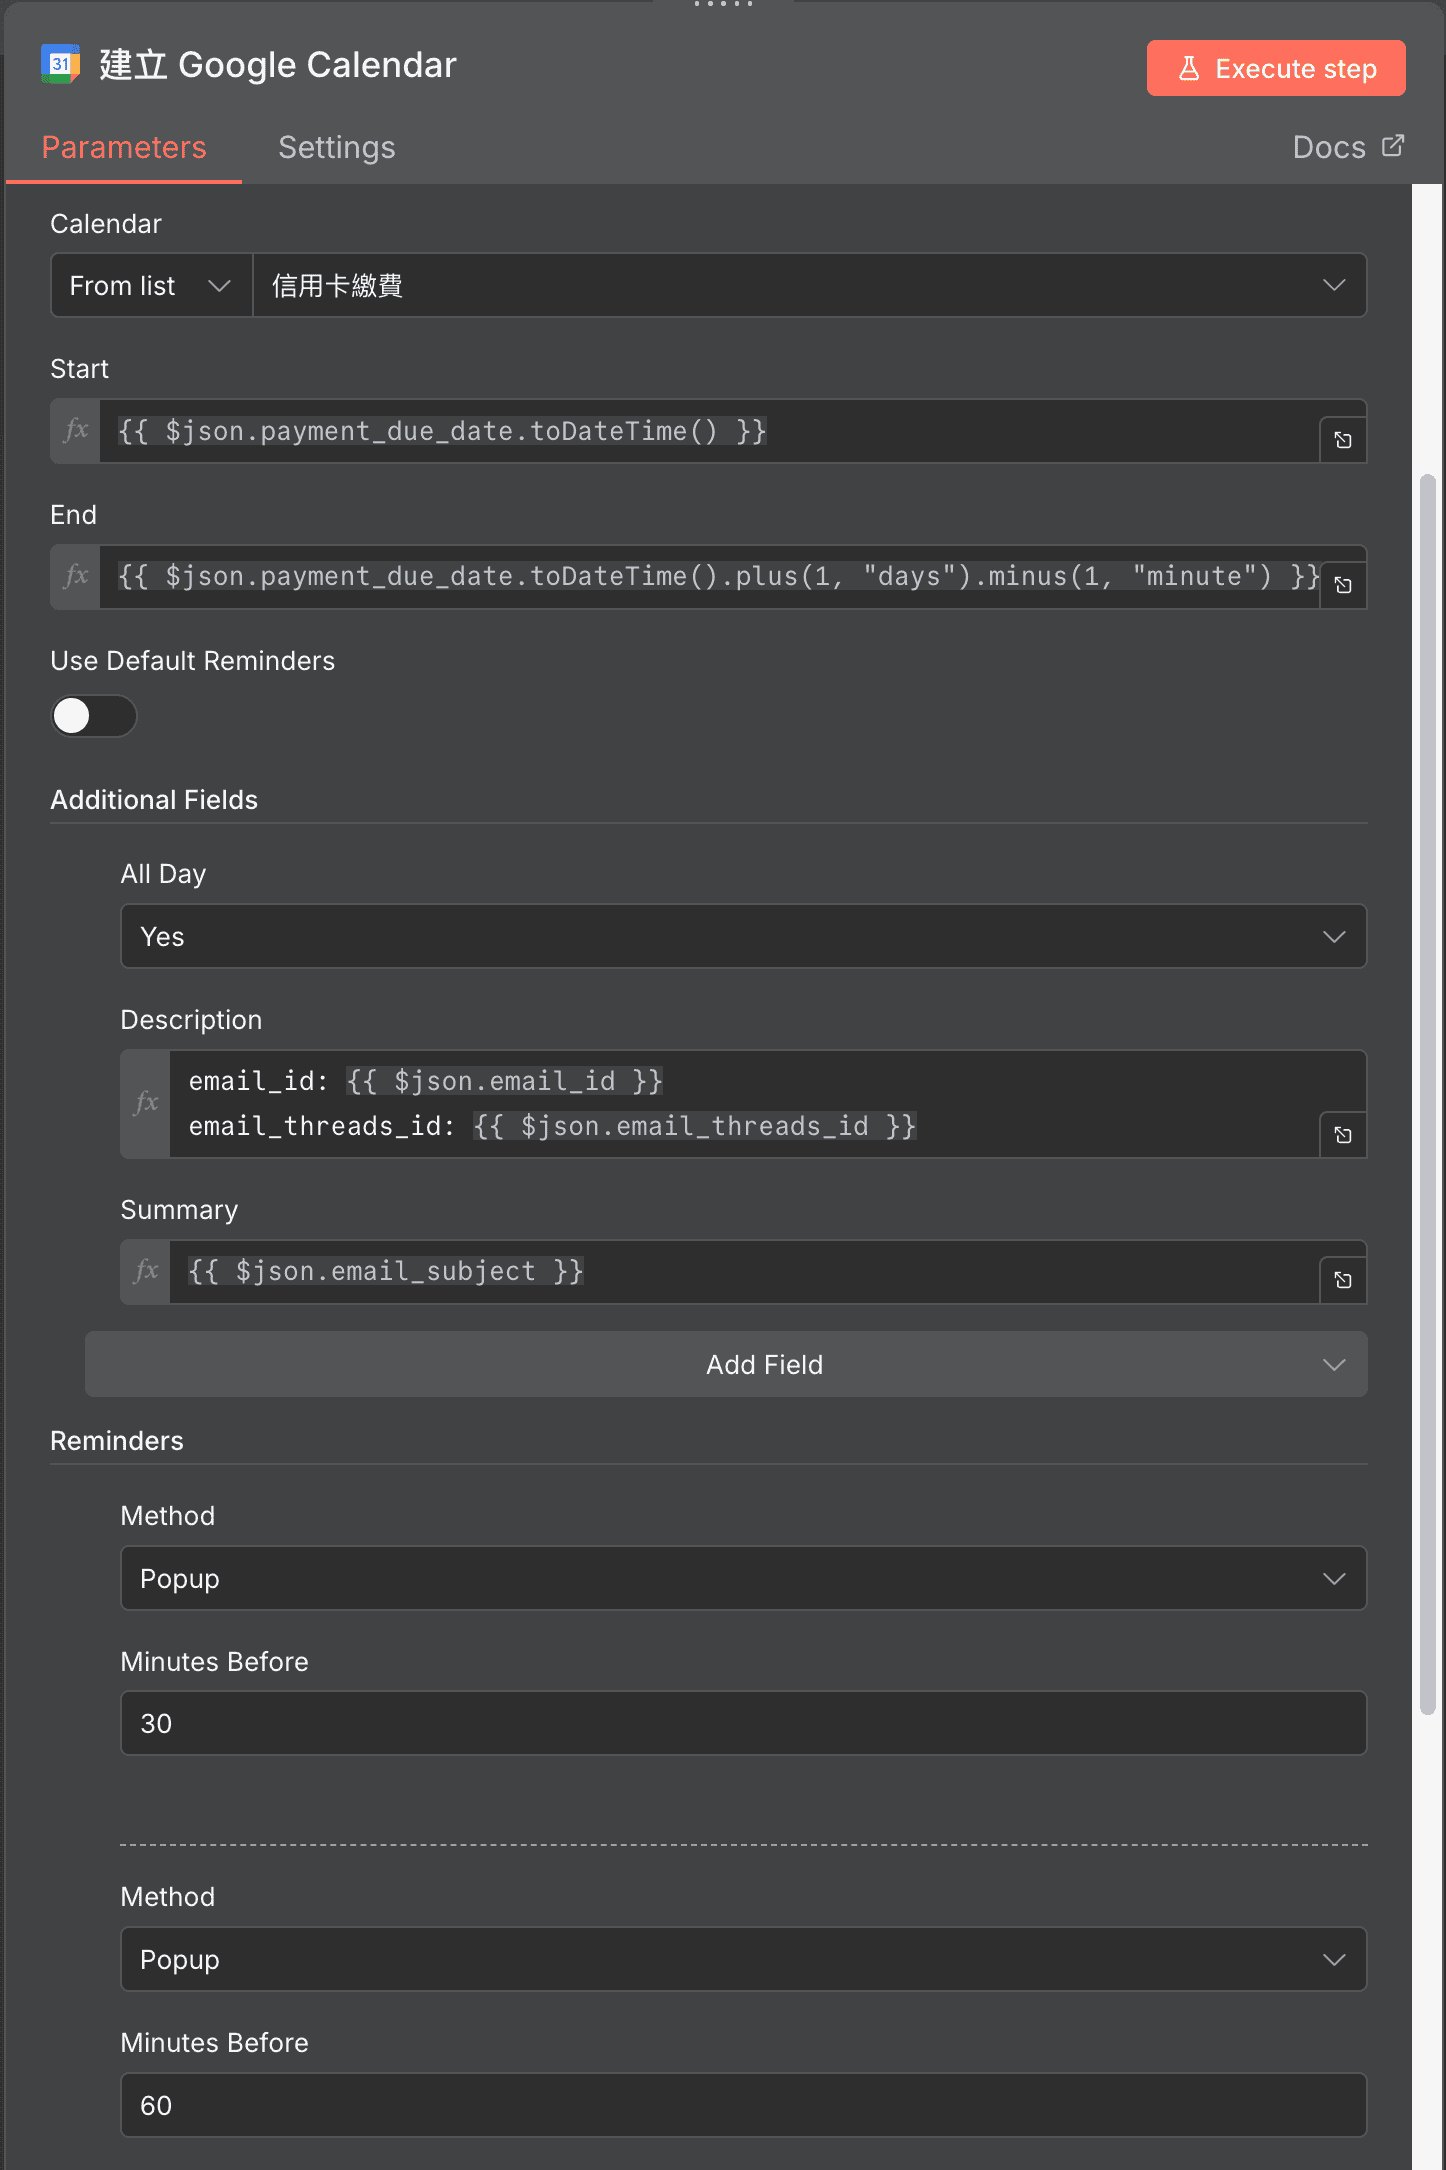 31 建立 Google Calendar
Execute step
Parameters Settings Docs
Calendar
From list 信用卡繳費
Start
fx {{ $json.payment_due_date.toDateTime() }}
End
fx {{ $json.payment_due_date.toDateTime().plus(1, "days").minus(1, "minute") }}
Use Default Reminders
Additional Fields
All Day
Yes
Description
fx email_id: {{ $json.email_id }}
email_threads_id: {{ $json.email_threads_id }}
Summary
fx {{ $json.email_subject }}
Add Field
Reminders
Method
Popup
Minutes Before
30
Method
Popup
Minutes Before
60